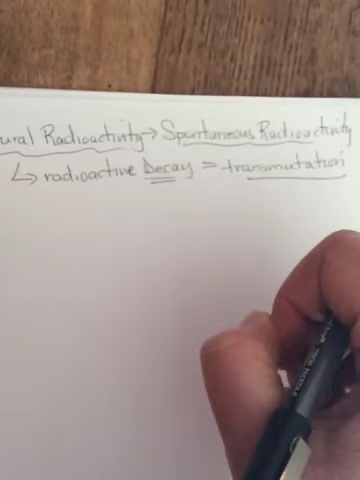 ural Radioactivity → Spontaneous Radioactivity
↳ radioactive Decay = transmutation